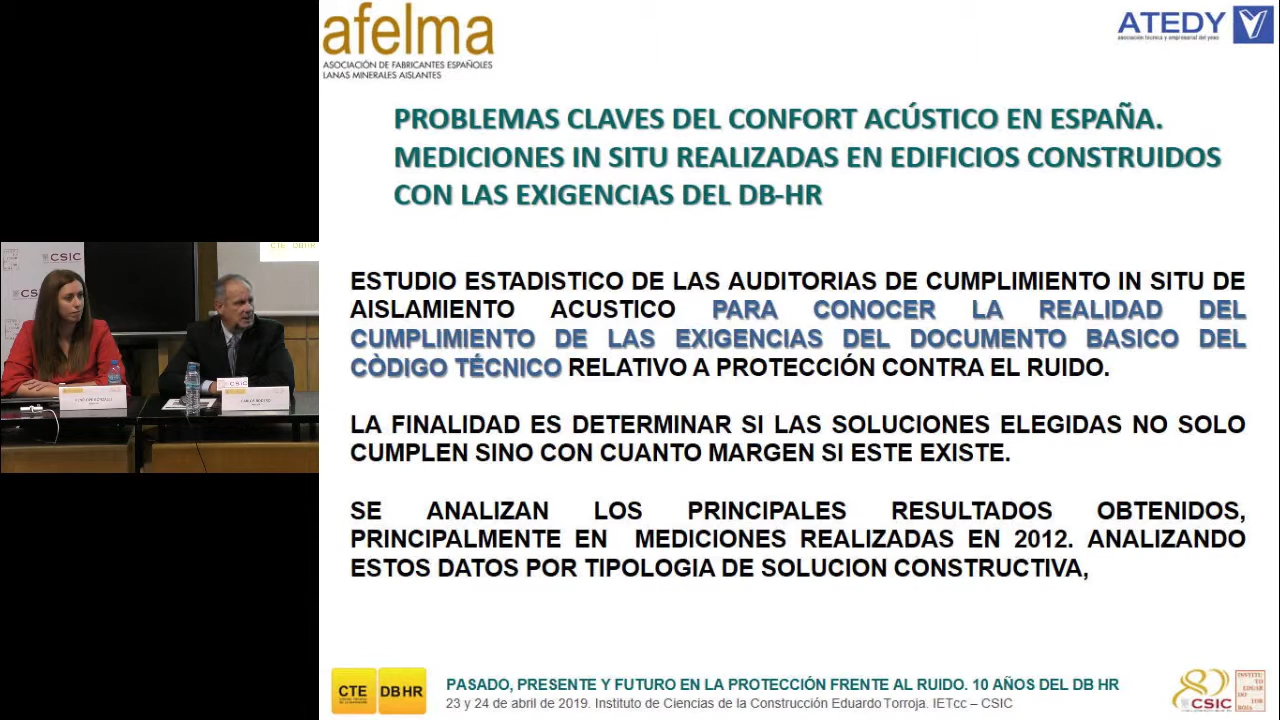 afelma
ASOCIACIÓN DE FABRICANTES ESPAÑOLES
LANAS MINERALES AISLANTES
ATEDY
asociación técnica y empresarial del yeso
PROBLEMAS CLAVES DEL CONFORT ACÚSTICO EN ESPAÑA.
MEDICIONES IN SITU REALIZADAS EN EDIFICIOS CONSTRUIDOS
CON LAS EXIGENCIAS DEL DB-HR
ESTUDIO ESTADISTICO DE LAS AUDITORIAS DE CUMPLIMIENTO IN SITU DE
AISLAMIENTO ACUSTICO PARA CONOCER LA REALIDAD DEL
CUMPLIMIENTO DE LAS EXIGENCIAS DEL DOCUMENTO BASICO DEL
CÒDIGO TÉCNICO RELATIVO A PROTECCIÓN CONTRA EL RUIDO.
LA FINALIDAD ES DETERMINAR SI LAS SOLUCIONES ELEGIDAS NO SOLO
CUMPLEN SINO CON CUANTO MARGEN SI ESTE EXISTE.
SE ANALIZAN LOS PRINCIPALES RESULTADOS OBTENIDOS,
PRINCIPALMENTE EN MEDICIONES REALIZADAS EN 2012. ANALIZANDO
ESTOS DATOS POR TIPOLOGIA DE SOLUCION CONSTRUCTIVA,
CSIC
CSIC
CTE DB HR
PASADO, PRESENTE Y FUTURO EN LA PROTECCIÓN FRENTE AL RUIDO. 10 AÑOS DEL DB HR
23 y 24 de abril de 2019. Instituto de Ciencias de la Construcción Eduardo Torroja. IETcc – CSIC
80 CSIC